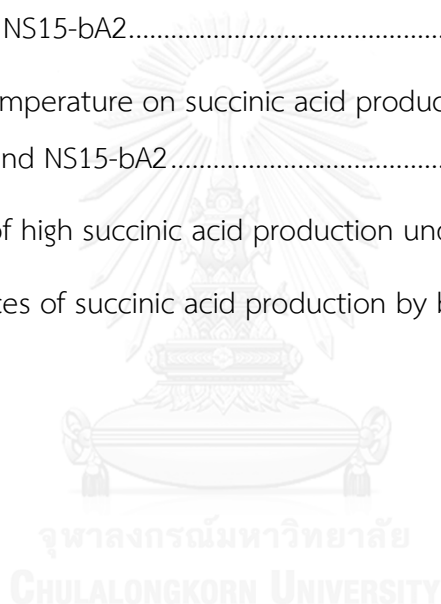 NS15-bA2........................................
mperature on succinic acid produc
nd NS15-bA2..................................
of high succinic acid production und
ces of succinic acid production by b
จุฬาลงกรณ์มหาวิทยาลัย
CHULALONGKORN UNIVERSITY